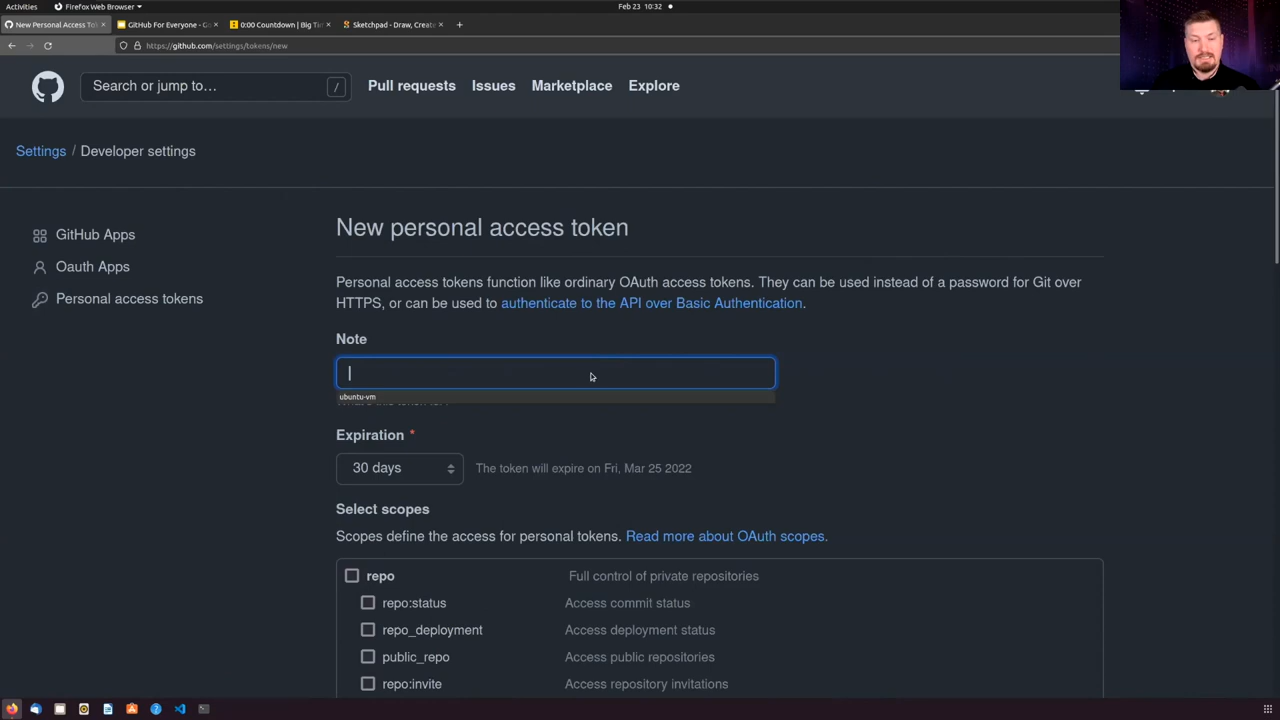 Activities
Firefox Web Browser
Feb 23 10:32
New Personal Access To
GitHub For Everyone - G
0:00 Countdown | Big Ti
Sketchpad - Draw, Create
https://github.com/settings/tokens/new
Search or jump to…
/
Pull requests
Issues
Marketplace
Explore
Settings / Developer settings
GitHub Apps
Oauth Apps
Personal access tokens
New personal access token
Personal access tokens function like ordinary OAuth access tokens. They can be used instead of a password for Git over
HTTPS, or can be used to authenticate to the API over Basic Authentication.
Note
ubuntu-vm
Expiration *
30 days
The token will expire on Fri, Mar 25 2022
Select scopes
Scopes define the access for personal tokens. Read more about OAuth scopes.
repo Full control of private repositories
repo:status Access commit status
repo_deployment Access deployment status
public_repo Access public repositories
repo:invite Access repository invitations